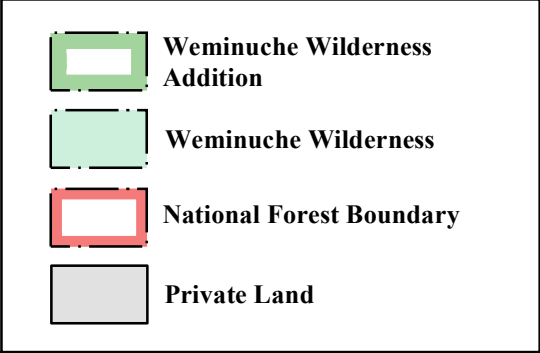 Weminuche Wilderness
Addition
Weminuche Wilderness
National Forest Boundary
Private Land